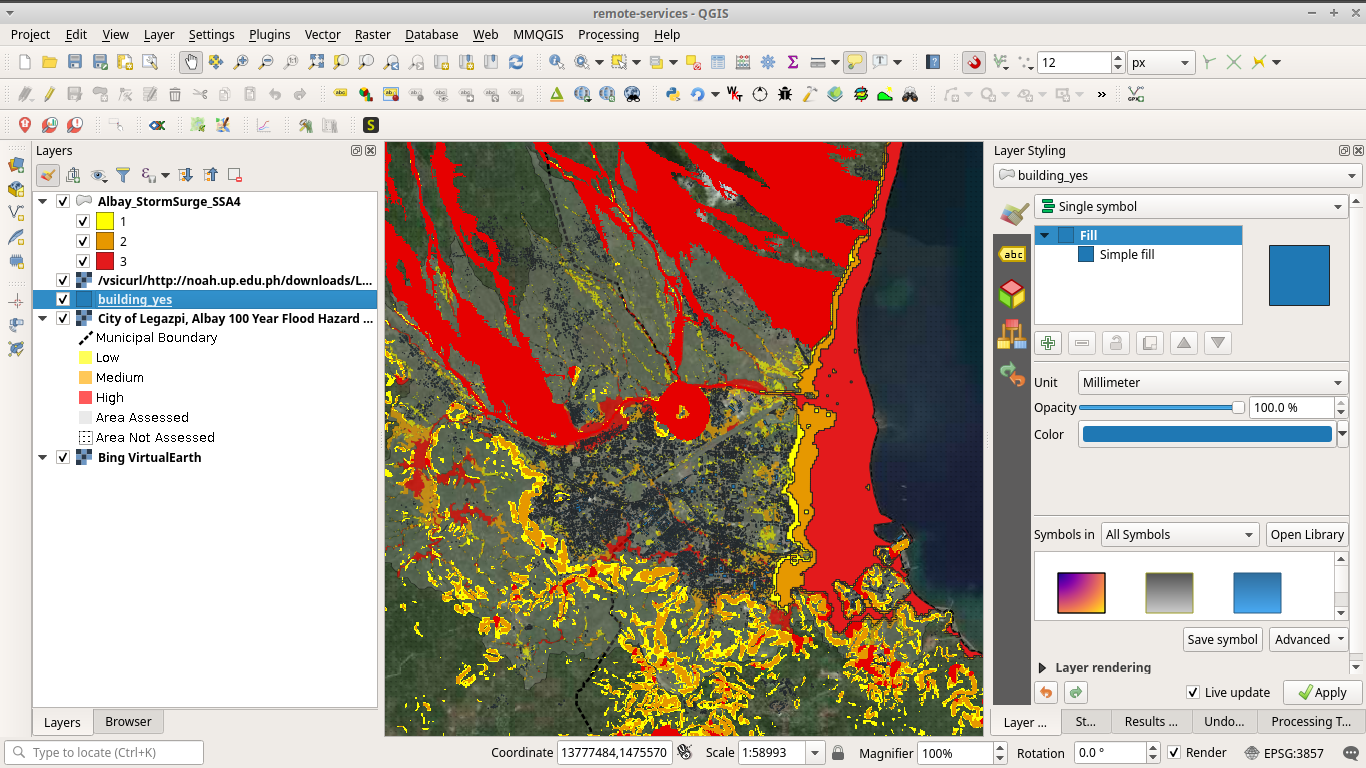 remote-services - QGIS
Project Edit View Layer Settings Plugins Vector Raster Database Web MMQGIS Processing Help
12 px
»
S
Layers
Albay_StormSurge_SSA4
1
2
3
/vsicurl/http://noah.up.edu.ph/downloads/L...
building_yes
City of Legazpi, Albay 100 Year Flood Hazard ...
Municipal Boundary
Low
Medium
High
Area Assessed
Area Not Assessed
Bing VirtualEarth
Layers Browser
Layer Styling
building_yes
Single symbol
Fill
Simple fill
Unit Millimeter
Opacity 100.0 %
Color
Symbols in All Symbols Open Library
Save symbol Advanced
Layer rendering
Live update Apply
Layer ... St... Results ... Undo... Processing T...
Type to locate (Ctrl+K) Coordinate 13777484,1475570 Scale 1:58993 Magnifier 100% Rotation 0.0 ° Render EPSG:3857